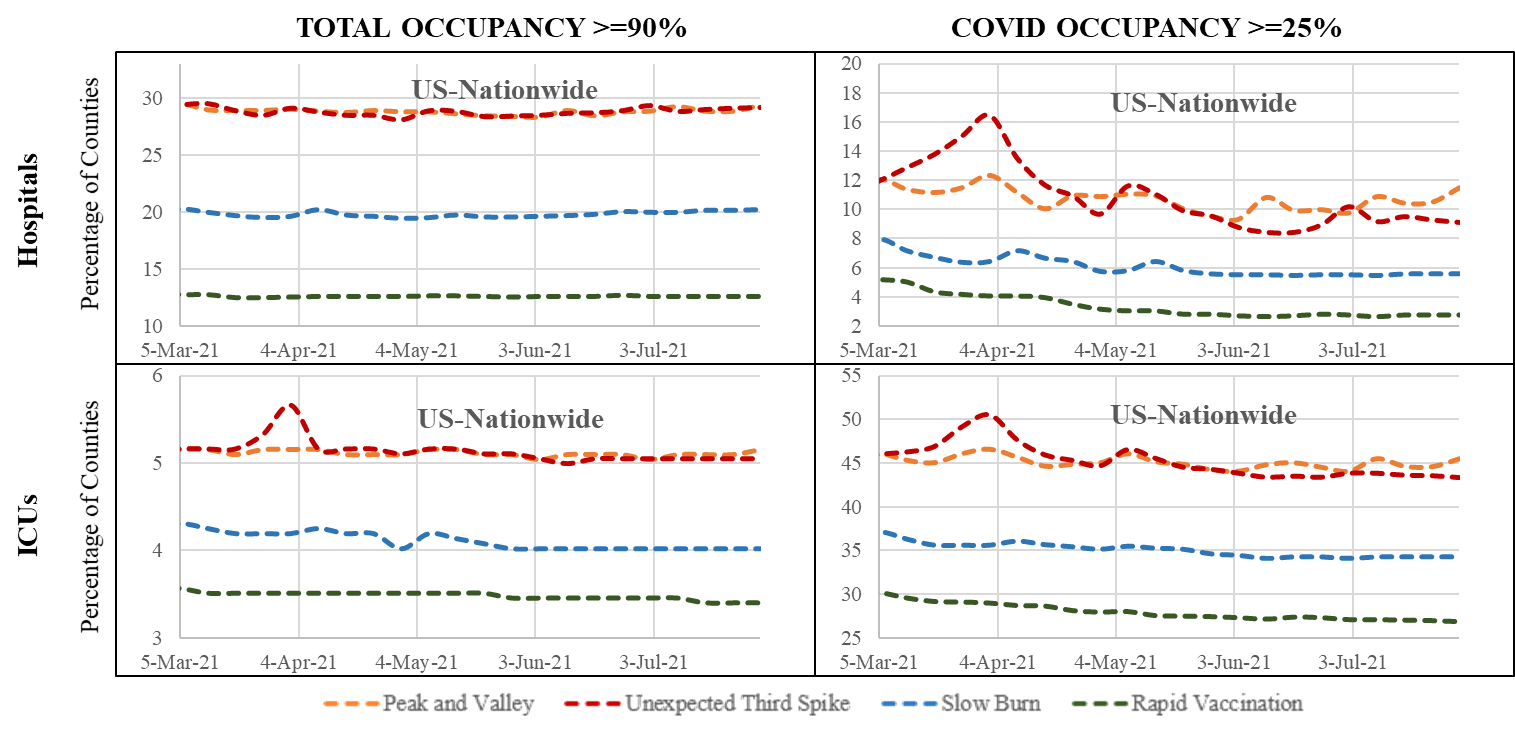 TOTAL OCCUPANCY >=90%
COVID OCCUPANCY >=25%
Hospitals
Percentage of Counties
US-Nationwide
30
25
20
15
10
5-Mar-21 4-Apr-21 4-May-21 3-Jun-21 3-Jul-21
US-Nationwide
20
18
16
14
12
10
8
6
4
2
5-Mar-21 4-Apr-21 4-May-21 3-Jun-21 3-Jul-21
ICUs
Percentage of Counties
US-Nationwide
6
5
4
3
5-Mar-21 4-Apr-21 4-May-21 3-Jun-21 3-Jul-21
US-Nationwide
55
50
45
40
35
30
25
5-Mar-21 4-Apr-21 4-May-21 3-Jun-21 3-Jul-21
Peak and Valley Unexpected Third Spike Slow Burn Rapid Vaccination